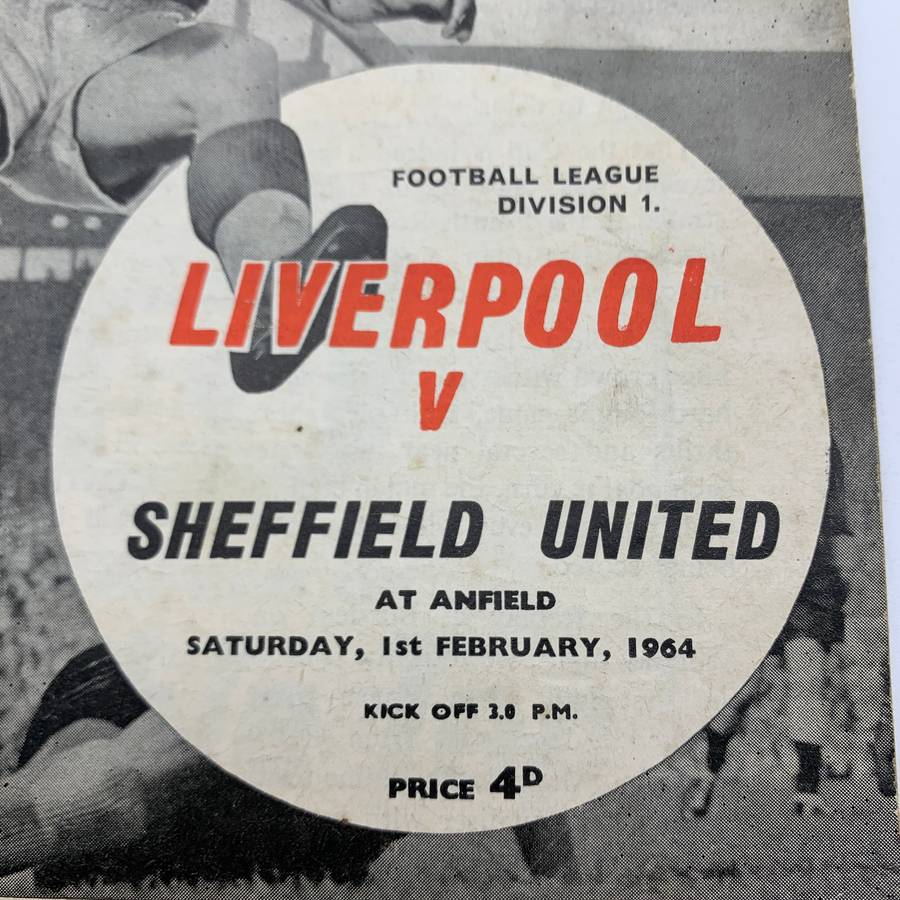 FOOTBALL LEAGUE
DIVISION 1.
LIVERPOOL
V
SHEFFIELD UNITED
AT ANFIELD
SATURDAY, 1st FEBRUARY, 1964
KICK OFF 3.0 P.M.
PRICE 4D